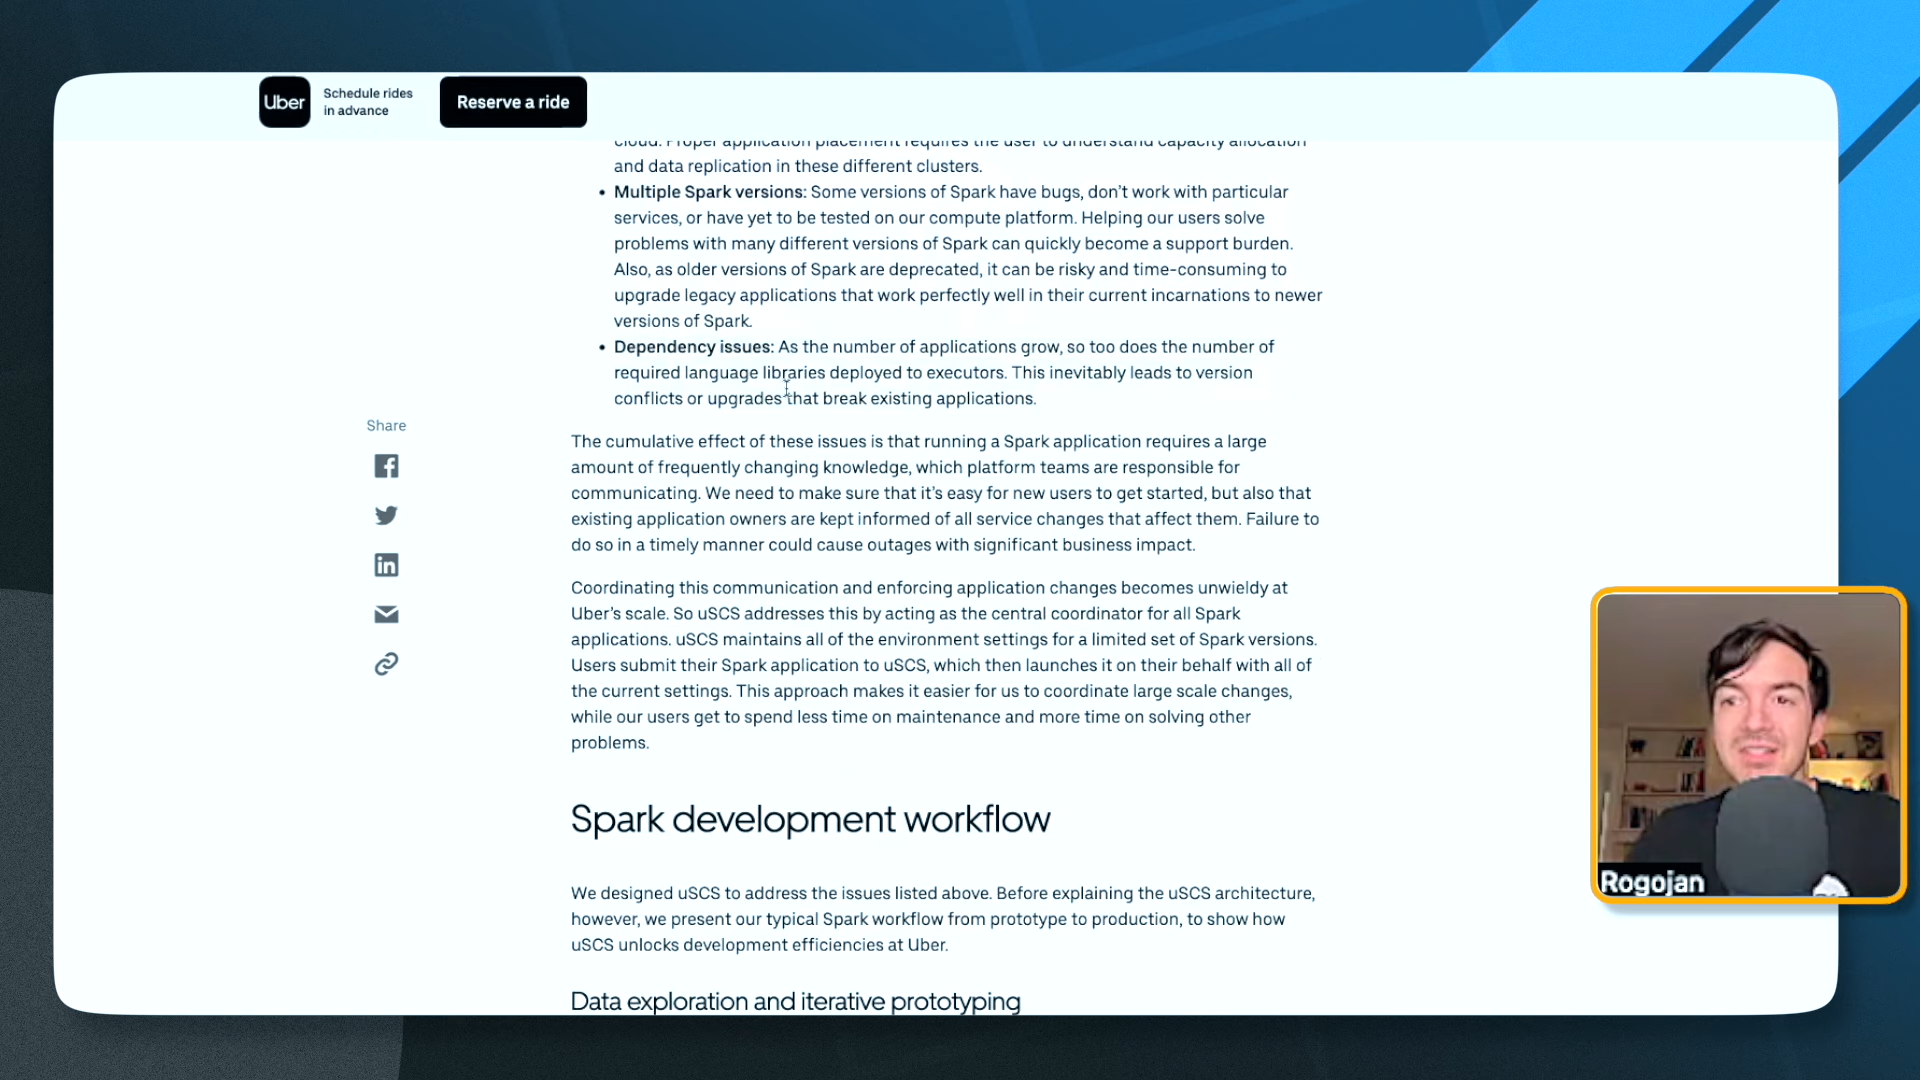 Uber
Schedule rides
in advance
Reserve a ride
cloud. Proper application placement requires the user to understand capacity allocation
and data replication in these different clusters.
• Multiple Spark versions: Some versions of Spark have bugs, don't work with particular
services, or have yet to be tested on our compute platform. Helping our users solve
problems with many different versions of Spark can quickly become a support burden.
Also, as older versions of Spark are deprecated, it can be risky and time-consuming to
upgrade legacy applications that work perfectly well in their current incarnations to newer
versions of Spark.
• Dependency issues: As the number of applications grow, so too does the number of
required language libraries deployed to executors. This inevitably leads to version
conflicts or upgrades that break existing applications.
Share
The cumulative effect of these issues is that running a Spark application requires a large
amount of frequently changing knowledge, which platform teams are responsible for
communicating. We need to make sure that it's easy for new users to get started, but also that
existing application owners are kept informed of all service changes that affect them. Failure to
do so in a timely manner could cause outages with significant business impact.
Coordinating this communication and enforcing application changes becomes unwieldy at
Uber's scale. So uSCS addresses this by acting as the central coordinator for all Spark
applications. uSCS maintains all of the environment settings for a limited set of Spark versions.
Users submit their Spark application to uSCS, which then launches it on their behalf with all of
the current settings. This approach makes it easier for us to coordinate large scale changes,
while our users get to spend less time on maintenance and more time on solving other
problems.
Spark development workflow
We designed uSCS to address the issues listed above. Before explaining the uSCS architecture,
however, we present our typical Spark workflow from prototype to production, to show how
uSCS unlocks development efficiencies at Uber.
Data exploration and iterative prototyping
Rogojan